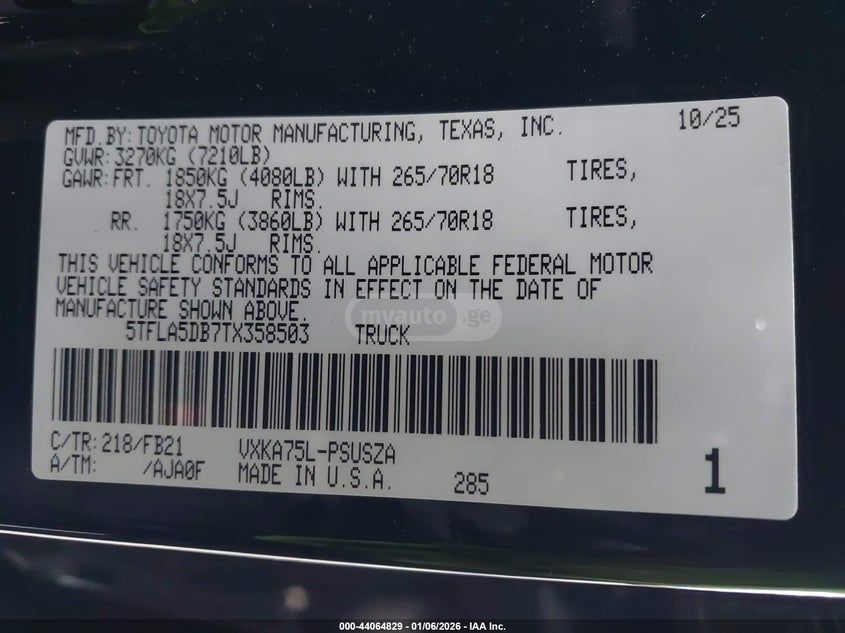 MFD.BY: TOYOTA MOTOR MANUFACTURING, TEXAS, INC. 10/25
GVWR: 3270KG (7210LB)
GAWR: FRT. 1850KG (4080LB) WITH 265/70R18 TIRES,
18X7.5J RIMS.
RR. 1750KG (3860LB) WITH 265/70R18 TIRES,
18X7.5J RIMS.
THIS VEHICLE CONFORMS TO ALL APPLICABLE FEDERAL MOTOR
VEHICLE SAFETY STANDARDS IN EFFECT ON THE DATE OF
MANUFACTURE SHOWN ABOVE.
myauto.ge
5TFLA5DB7TX358503 TRUCK
C/TR: 218/FB21 VXKA75L-PSUSZA
A/TM: /AJA0F MADE IN U.S.A. 285 1
000-44064829 - 01/06/2026 - IAA Inc.